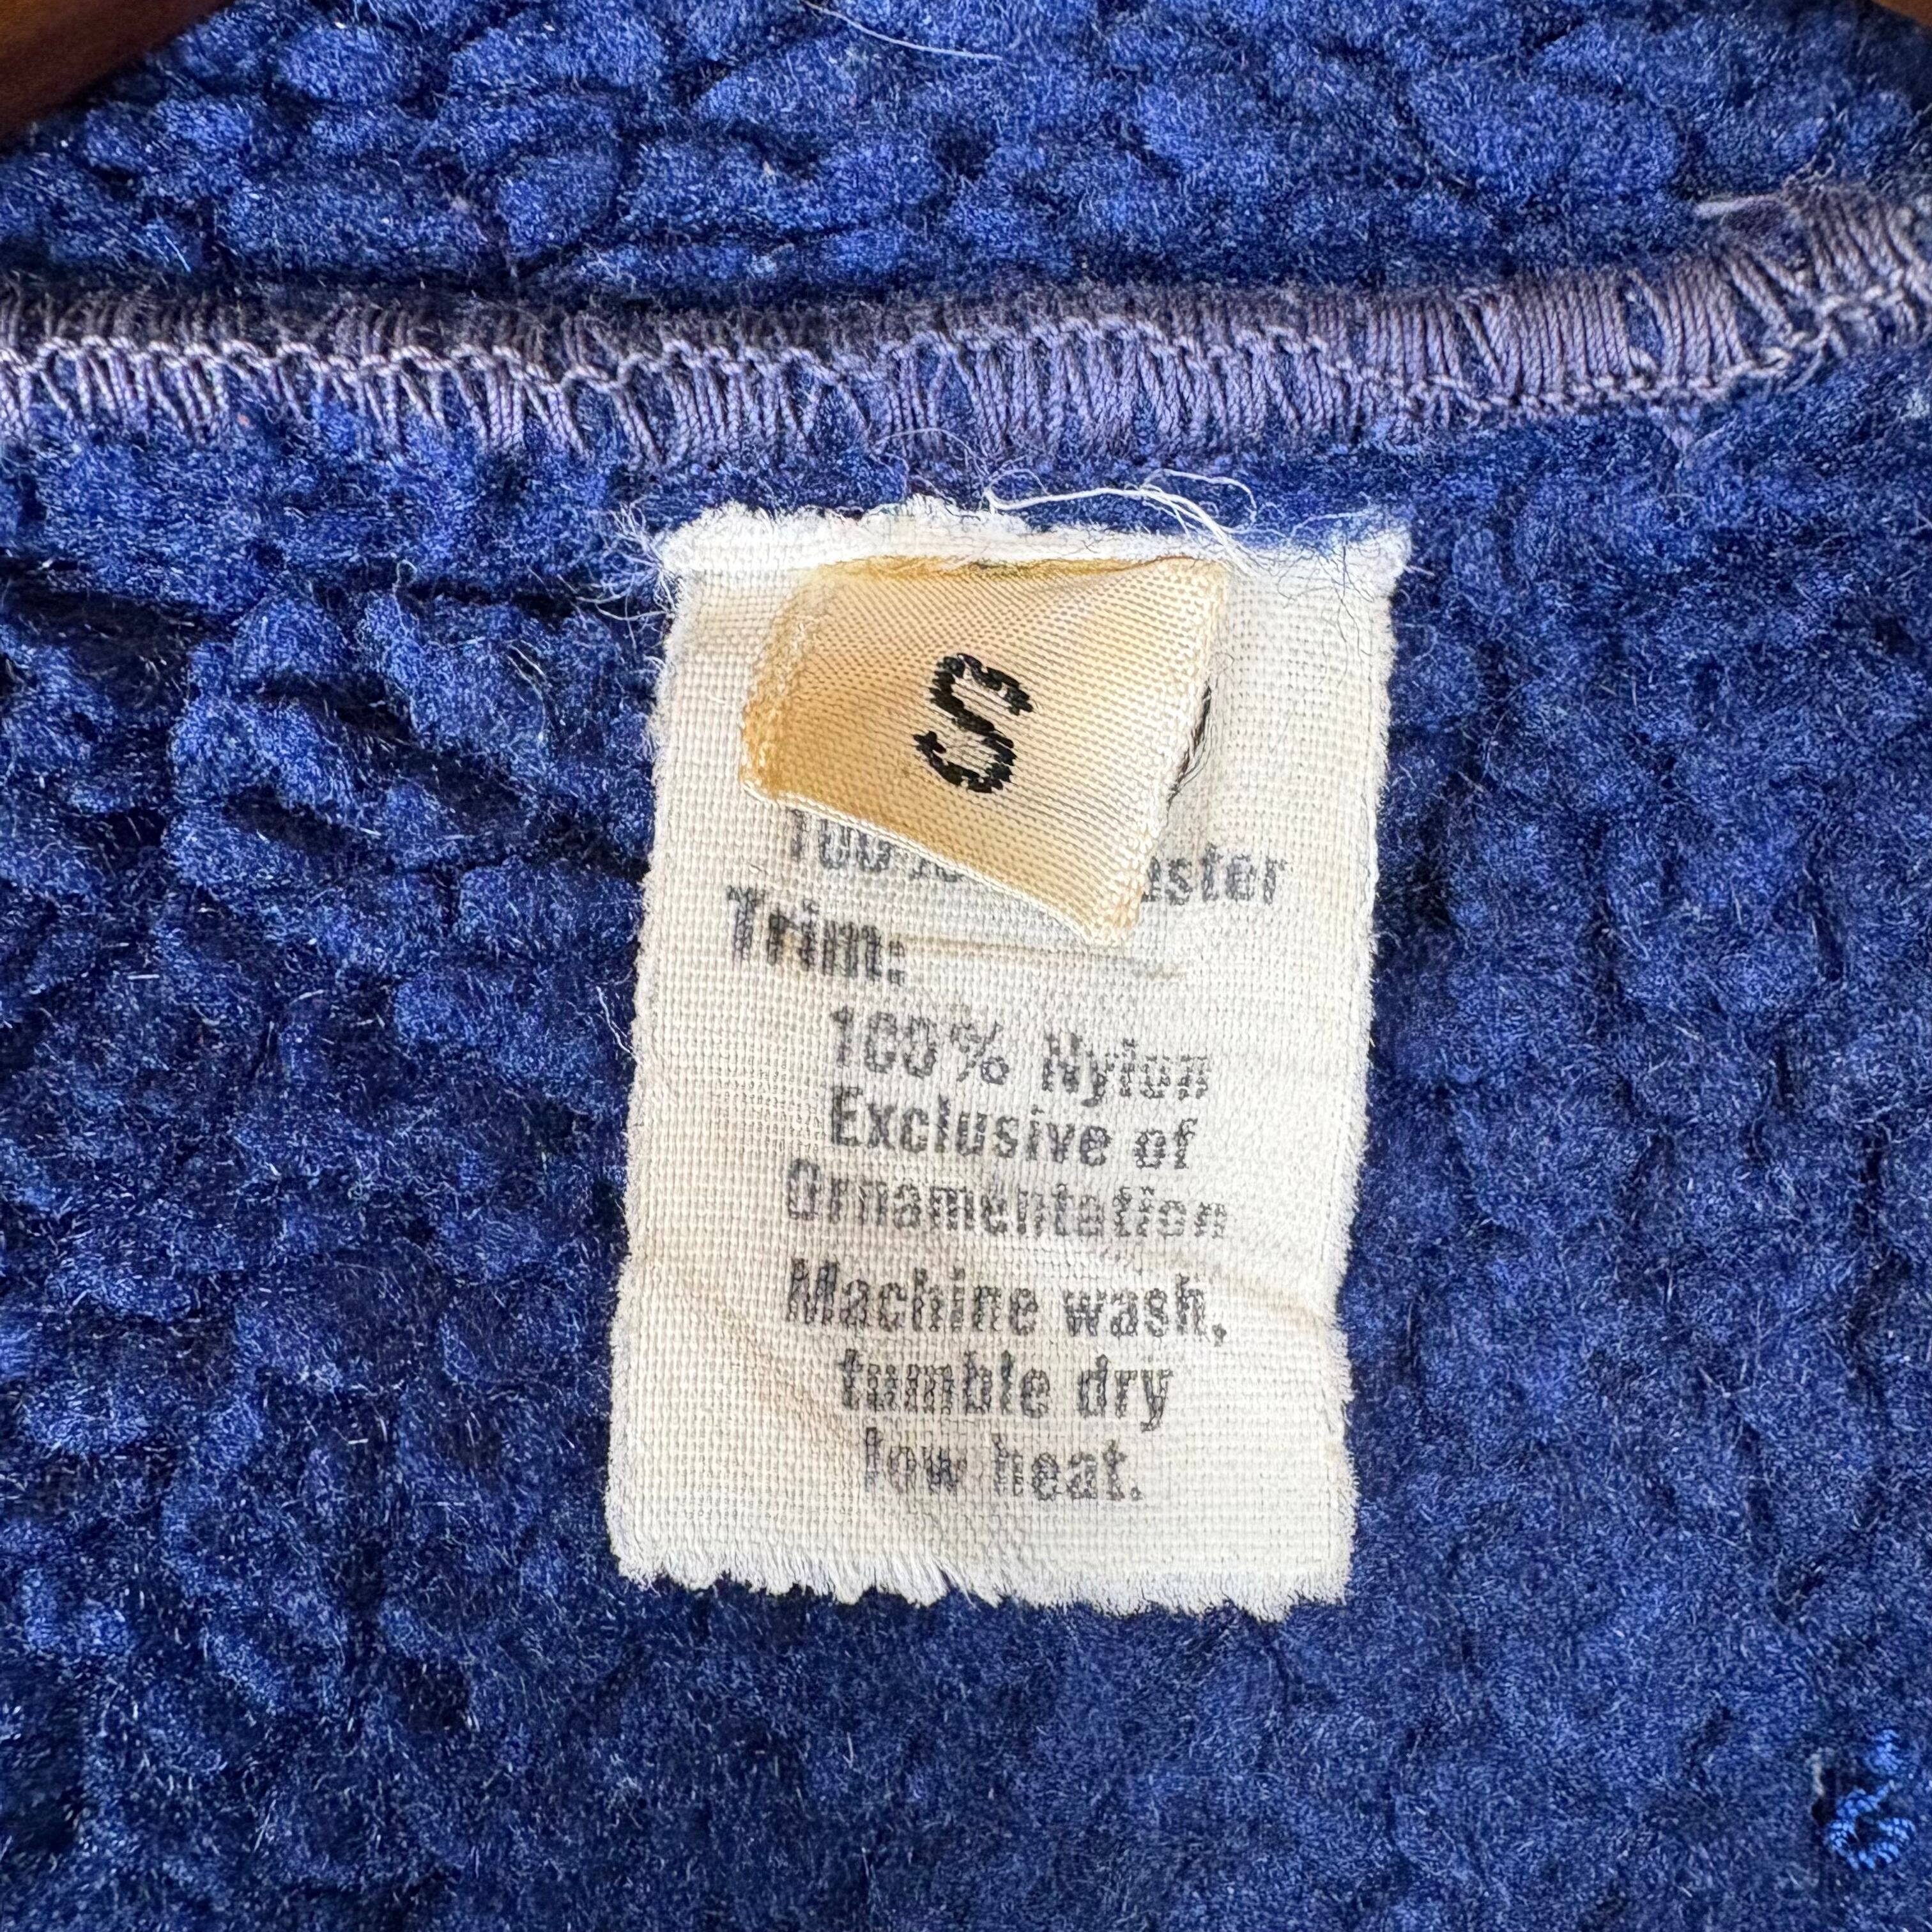 S
Trim:
100% Nylon
Exclusive of
Ornamentation
Machine wash,
tumble dry
low heat.